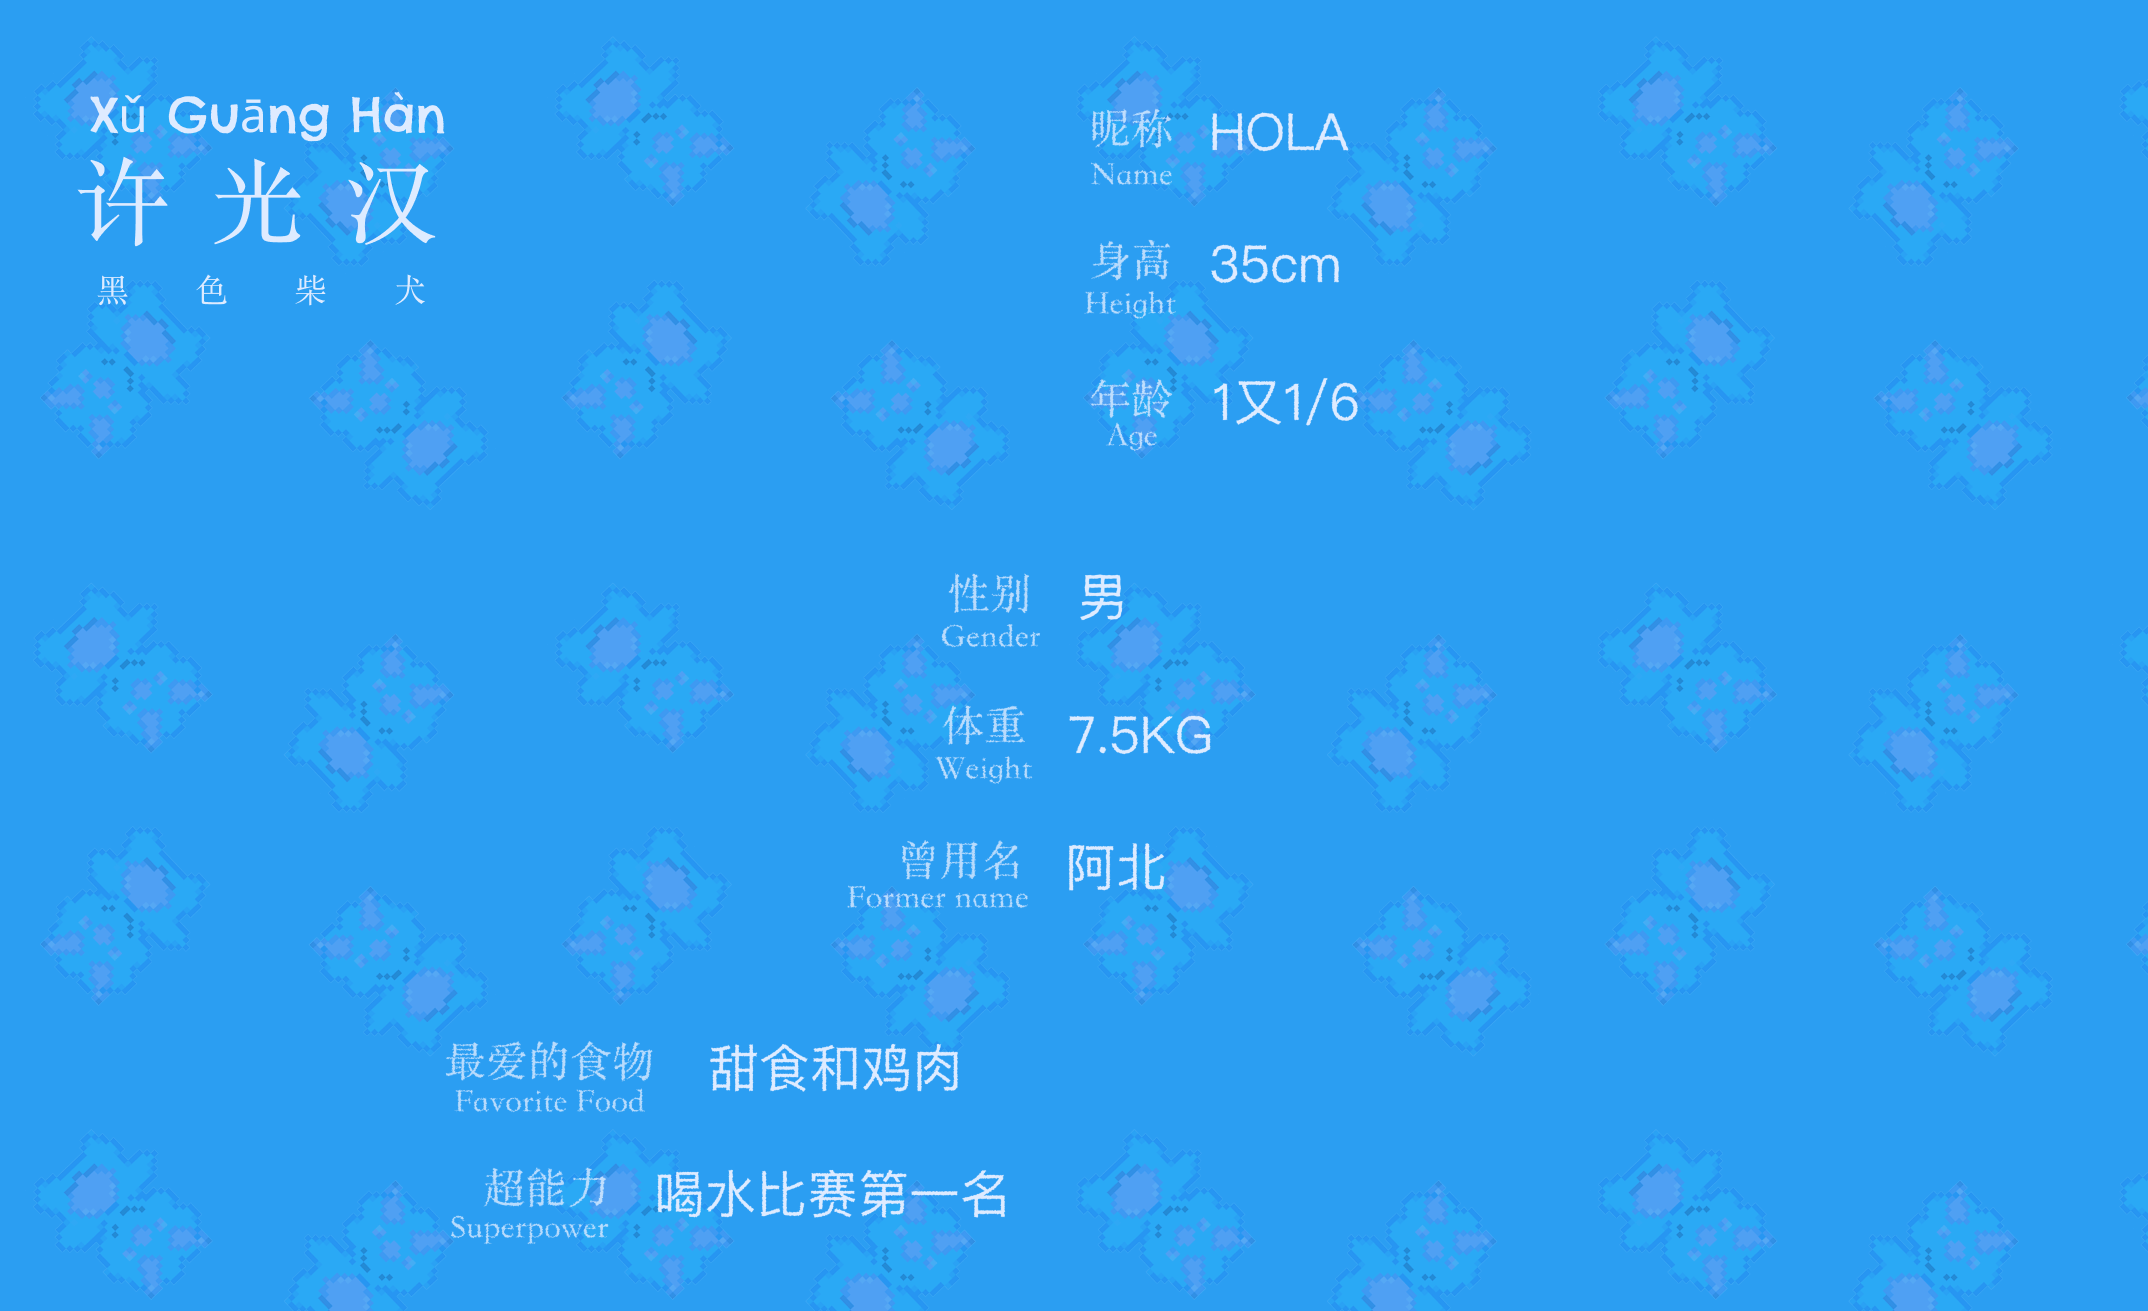 Xǔ Guāng Hàn
许光汉
黑色柴犬
昵称 HOLA
Name
身高 35cm
Height
年龄 1又1/6
Age
性别 男
Gender
体重 7.5KG
Weight
曾用名 阿北
Former name
最爱的食物 甜食和鸡肉
Favorite Food
超能力 喝水比赛第一名
Superpower